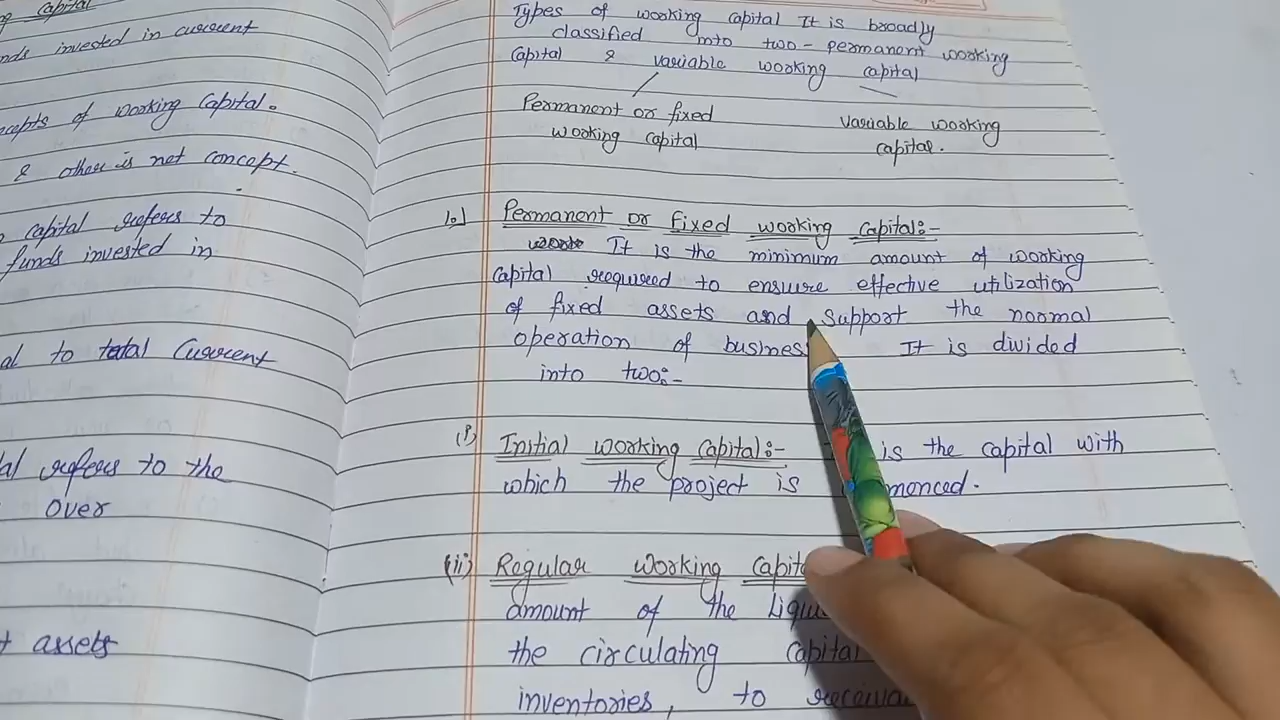 capital
invested in current
concepts of working capital.
& other is net concept.
capital refers to
funds invested in
to total current
refers to the
over
assets
Types of working capital It is broadly
classified into two - permanent working
capital & variable working capital
Permanent or fixed
working capital
variable working
capital.
1.] Permanent or fixed working capital:-
It is the minimum amount of working
capital required to ensure effective utilization
of fixed assets and support the normal
operation of business It is divided
into two:-
(i) Initial working capital:- is the capital with
which the project is
(ii) Regular working
amount of the
the circulating capital
inventories, to